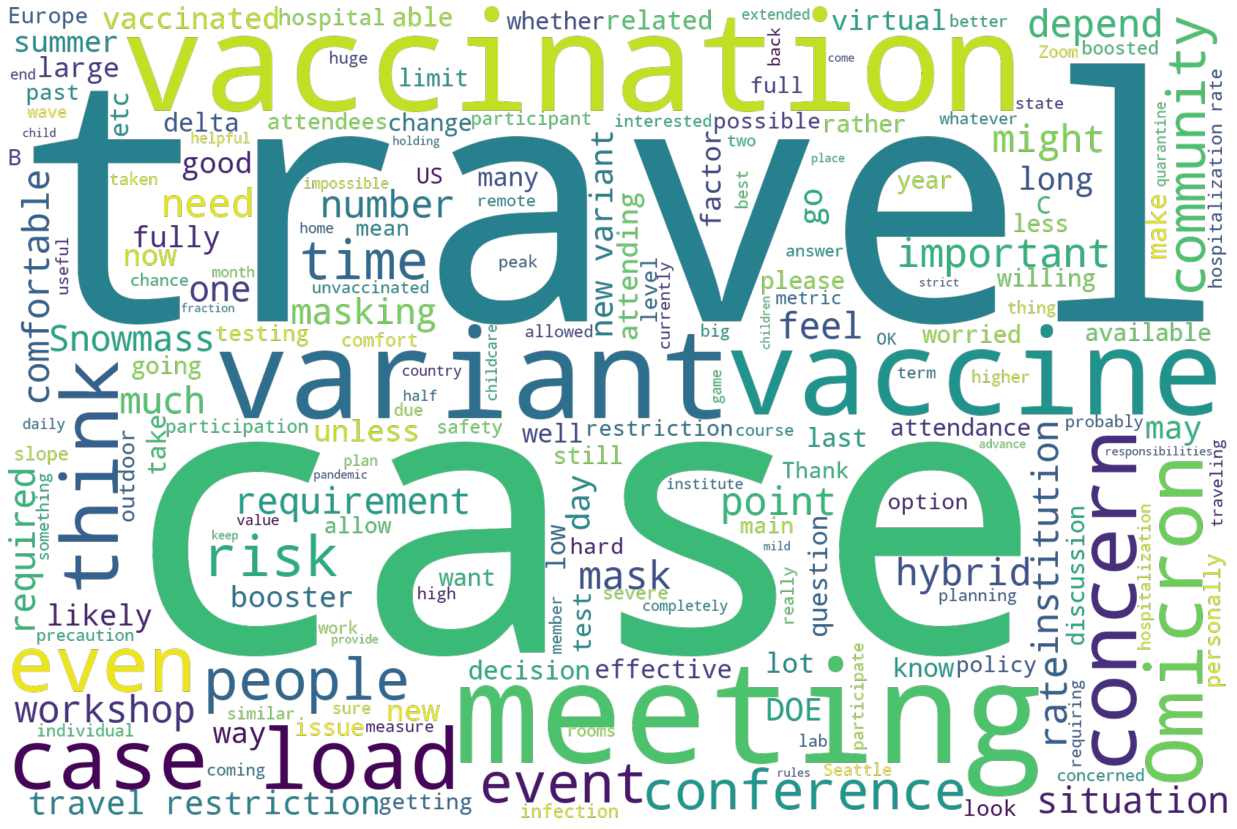 Europe
vaccinated
hospital
able
whether
related
extended
virtual
better
depend
summer
vaccination
back
Zoom
boosted
community
end
large
huge
limit
full
come
state
past
etc
delta
attendees
change
participant
interested
possible
rather
whatever
might
quarantine
hospitalization rate
wave
child
helpful
holding
new variant
two
place
B
travel
good
taken
impossible
US
many
factor
best
year
long
need
number
remote
attending
go
C
make
comfortable
useful
fully
home
mean
answer
less
important
now
time
peak
level
currently
please
willing
chance
month
one
unvaccinated
metric
strict
fraction
masking
thing
Snowmass
testing
comfort
allowed
big
children
feel
OK
worried
available
going
variant
country
childcare
vaccine
game
term
higher
think
much
half
due
daily
participation
unless
safety
well
restriction
course
last
attendance
probably
may
slope
take
plan
still
advance
responsibilities
required
outdoor
pandemic
case
Thank
institution
concern
Omicron
traveling
something
requirement
day
institute
point
option
value
allow
main
keep
risk
low
hard
mild
question
want
mask
hybrid
discussion
hospitalization
personally
booster
high
test
severe
completely
really
planning
likely
work
precaution
provide
member
even
people
decision
effective
lot
know
policy
rate
requiring
workshop
similar
sure
new
meeting
DOE
participate
individual
way
issue
measure
rooms
lab
case load
coming
event
rules
Seattle
concerned
travel restriction
getting
infection
conference
look
situation